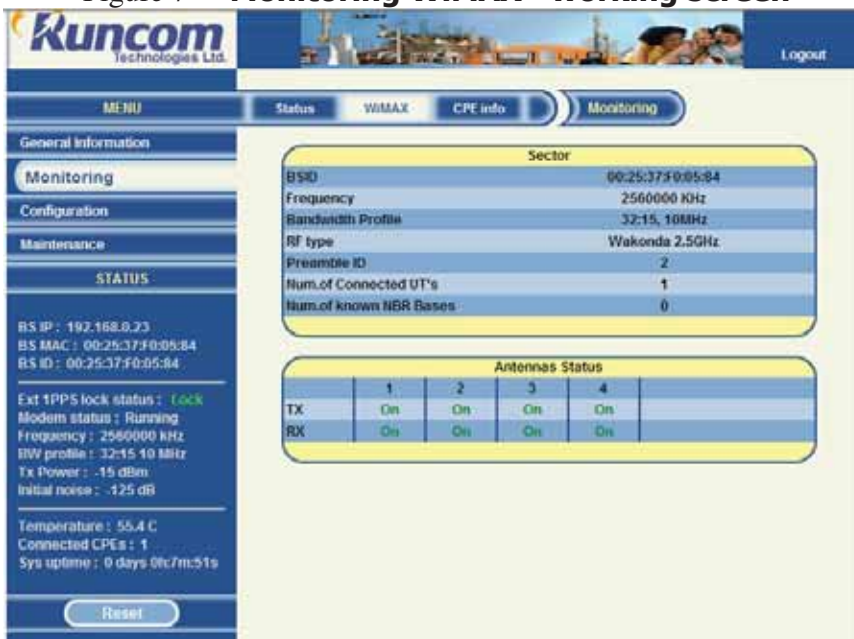 Monitoring WiMAX Working Screen
Runcom
Technologies Ltd.
Logout
MENU
Status WiMAX CPE info Monitoring
General Information
Monitoring
Configuration
Maintenance
STATUS
BS IP : 192.168.0.23
BS MAC : 00:25:37:F0:05:84
BS ID : 00:25:37:F0:05:84
Ext 1PPS lock status : Lock
Modem status : Running
Frequency : 2560000 kHz
BW profile : 32:15 10 MHz
Tx Power : -15 dBm
Initial noise : -125 dB
Temperature : 55.4 C
Connected CPEs : 1
Sys uptime : 0 days 0h:7m:51s
Reset
Sector
BSID 00:25:37:F0:05:84
Frequency 2560000 KHz
Bandwidth Profile 32:15, 10MHz
RF type Wakonda 2.5GHz
Preamble ID 2
Num.of Connected UT's 1
Num.of known NBR Bases 0
Antennas Status
1 2 3 4
TX On On On On
RX On On On On